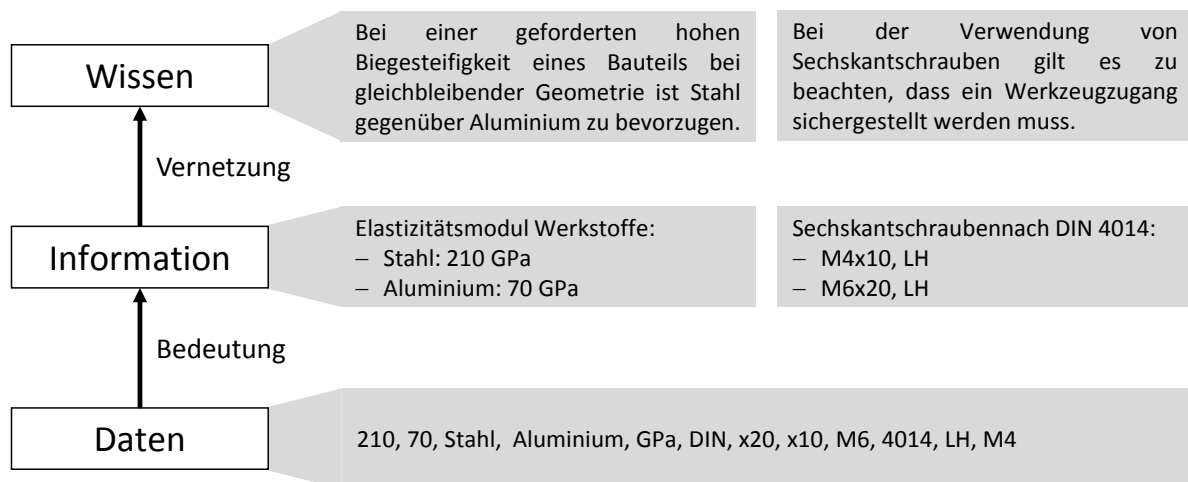 Wissen
Bei einer geforderten hohen
Biegesteifigkeit eines Bauteils bei
gleichbleibender Geometrie ist Stahl
gegenüber Aluminium zu bevorzugen.
Bei der Verwendung von
Sechskantschrauben gilt es zu
beachten, dass ein Werkzeugzugang
sichergestellt werden muss.
Vernetzung
Information
Elastizitätsmodul Werkstoffe:
− Stahl: 210 GPa
− Aluminium: 70 GPa
Sechskantschraubennach DIN 4014:
− M4x10, LH
− M6x20, LH
Bedeutung
Daten
210, 70, Stahl, Aluminium, GPa, DIN, x20, x10, M6, 4014, LH, M4